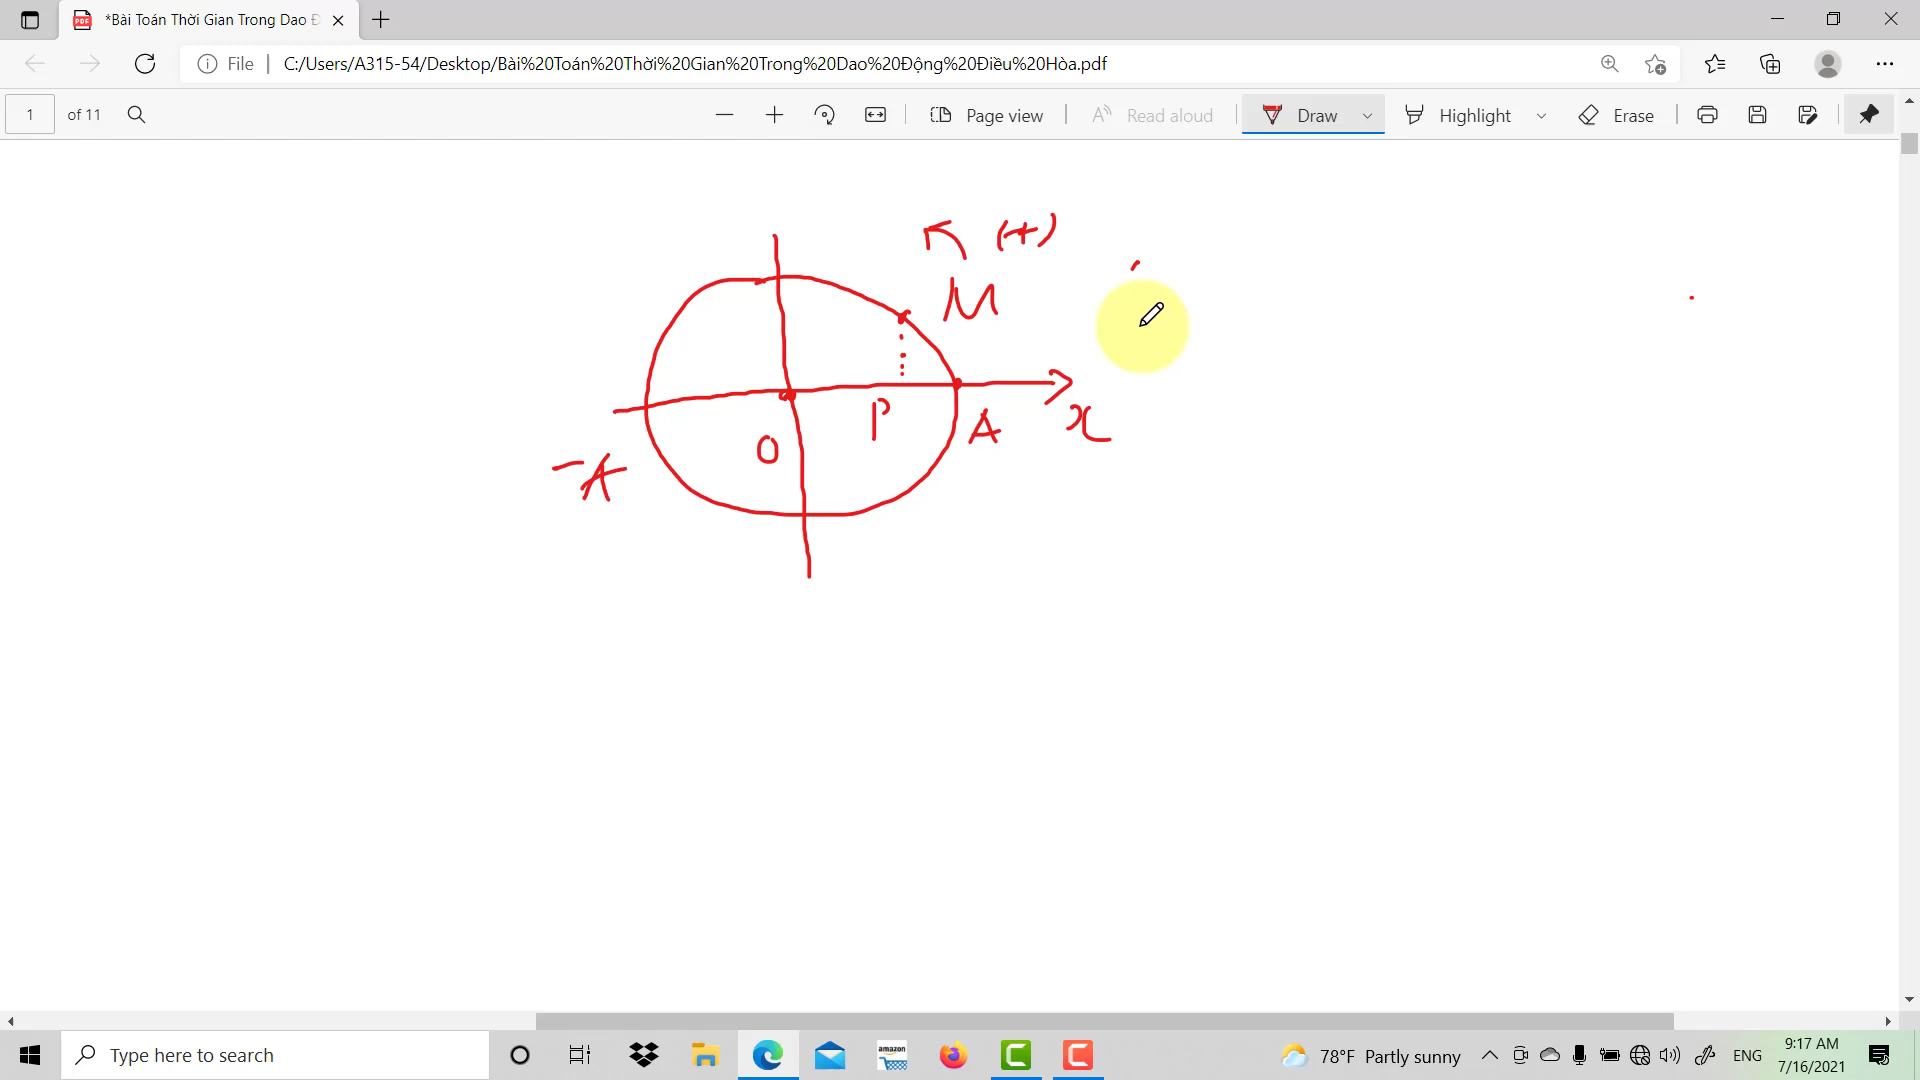 *Bài Toán Thời Gian Trong Dao Đ
File
C:/Users/A315-54/Desktop/Bài%20Toán%20Thời%20Gian%20Trong%20Dao%20Động%20Điều%20Hòa.pdf
1 of 11
Page view
Read aloud
Draw
Highlight
Erase
(+)
M
P
A
x
O
-A
Type here to search
amazon
78°F Partly sunny
ENG
9:17 AM
7/16/2021